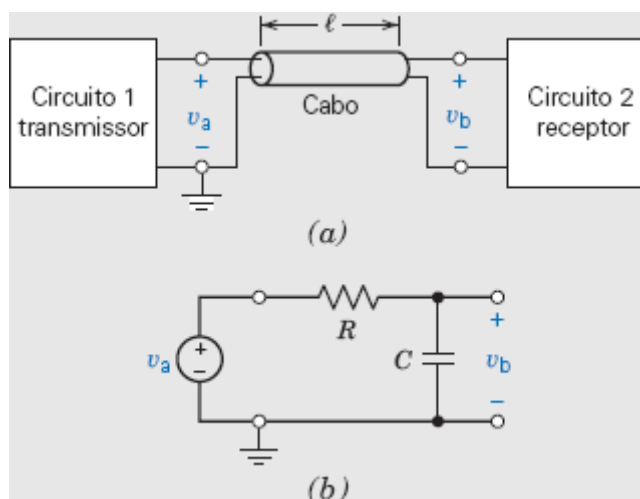 ℓ
Circuito 1
transmissor
+
v_a
–
Cabo
+
v_b
–
Circuito 2
receptor
(a)
v_a
+
–
R
C
+
v_b
–
(b)